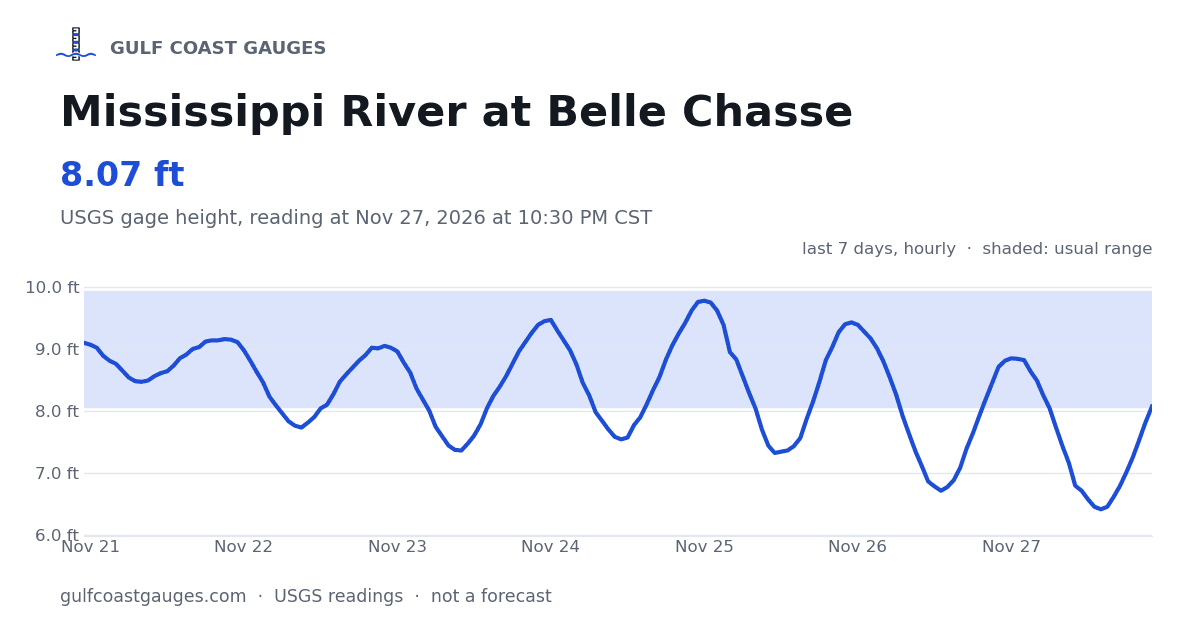 GULF COAST GAUGES
Mississippi River at Belle Chasse
8.07 ft
USGS gage height, reading at Nov 27, 2026 at 10:30 PM CST
last 7 days, hourly · shaded: usual range
10.0 ft
9.0 ft
8.0 ft
7.0 ft
6.0 ft
Nov 21 Nov 22 Nov 23 Nov 24 Nov 25 Nov 26 Nov 27
gulfcoastgauges.com · USGS readings · not a forecast